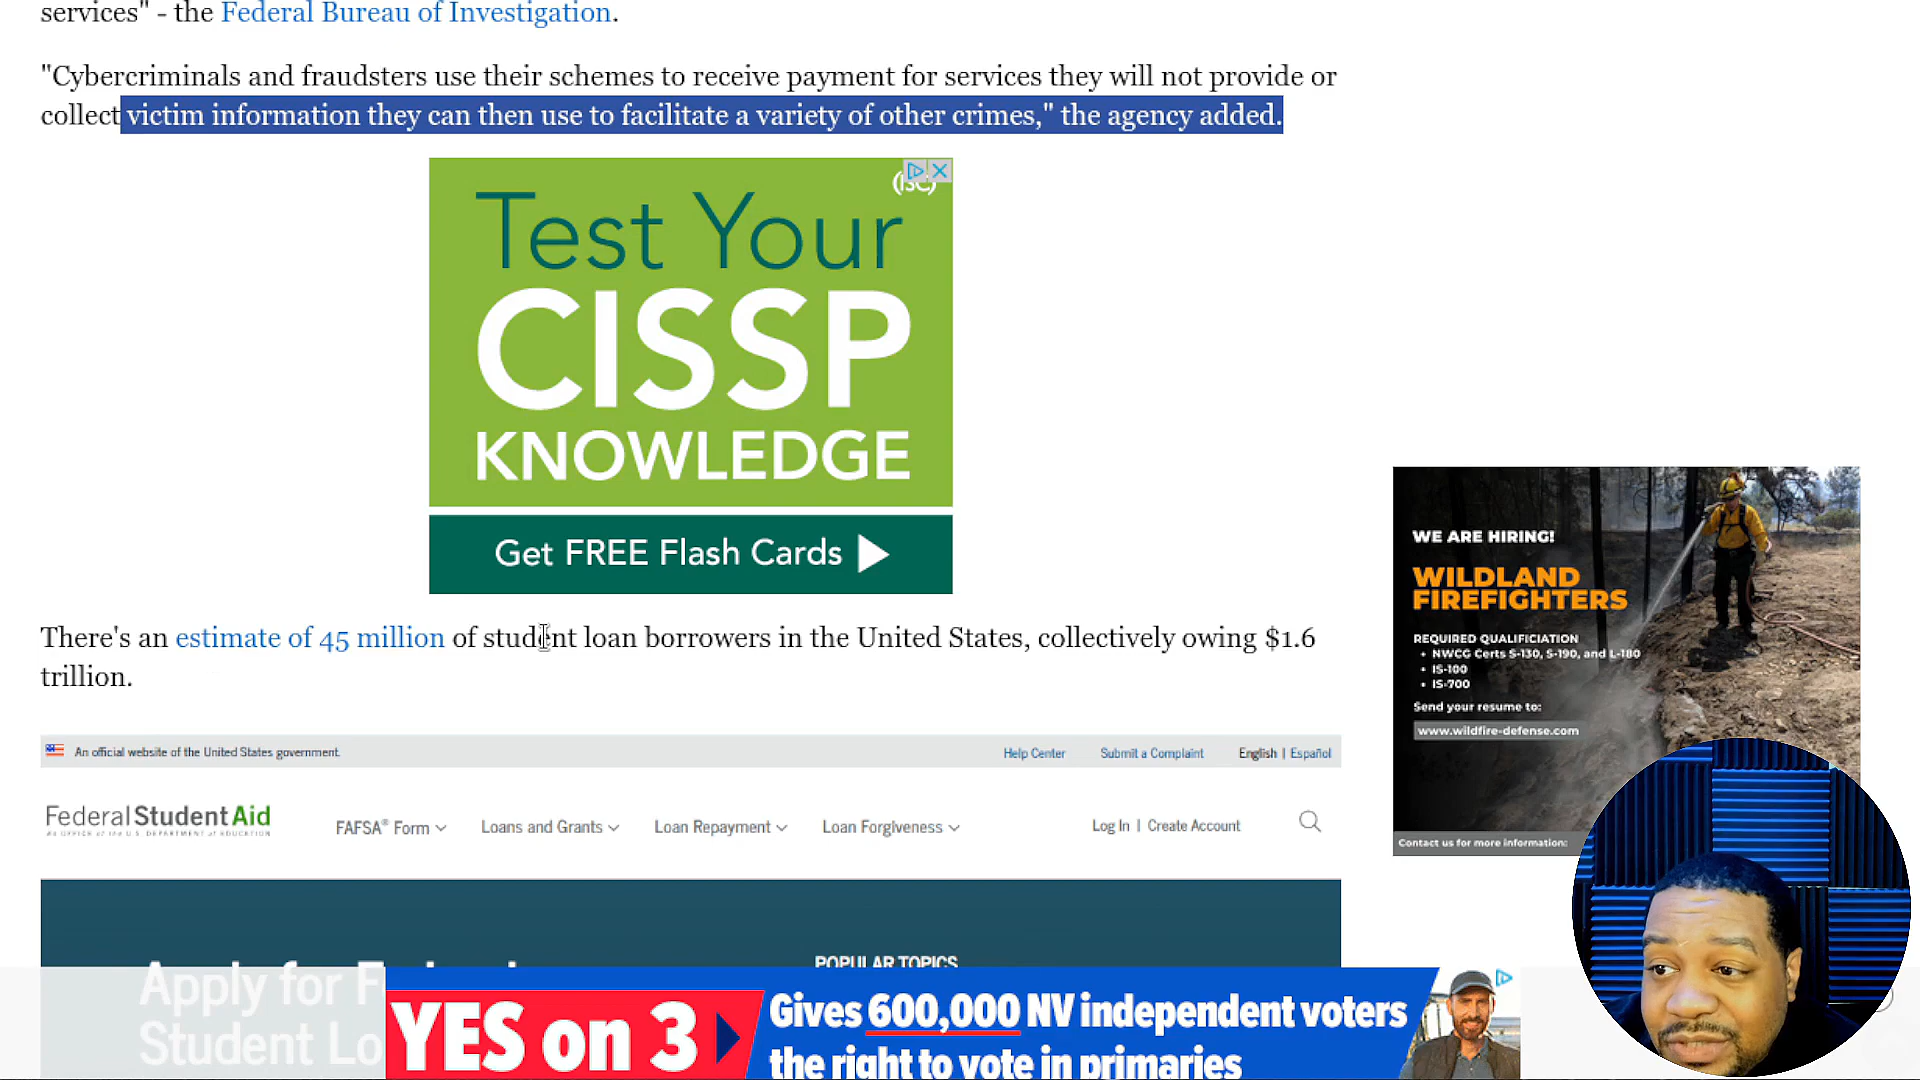 services" - the Federal Bureau of Investigation.
"Cybercriminals and fraudsters use their schemes to receive payment for services they will not provide or
collect victim information they can then use to facilitate a variety of other crimes," the agency added.
(ISC)
Test Your
CISSP
KNOWLEDGE
Get FREE Flash Cards
There's an estimate of 45 million of student loan borrowers in the United States, collectively owing $1.6
trillion.
WE ARE HIRING!
WILDLAND
FIREFIGHTERS
REQUIRED QUALIFICIATION
• NWCG Certs S-130, S-190, and L-180
• IS-100
• IS-700
Send your resume to:
www.wildfire-defense.com
Contact us for more information:
An official website of the United States government.
Help Center
Submit a Complaint
English | Español
Federal Student Aid
An OFFICE of the U.S. DEPARTMENT of EDUCATION
FAFSA® Form
Loans and Grants
Loan Repayment
Loan Forgiveness
Log In | Create Account
POPULAR TOPICS
Apply for F
Student Lo
YES on 3
Gives 600,000 NV independent voters
the right to vote in primaries